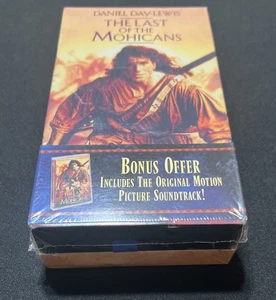 DANIEL DAY-LEWIS
THE LAST
OF THE
MOHICANS
BONUS OFFER
INCLUDES THE ORIGINAL MOTION
PICTURE SOUNDTRACK!